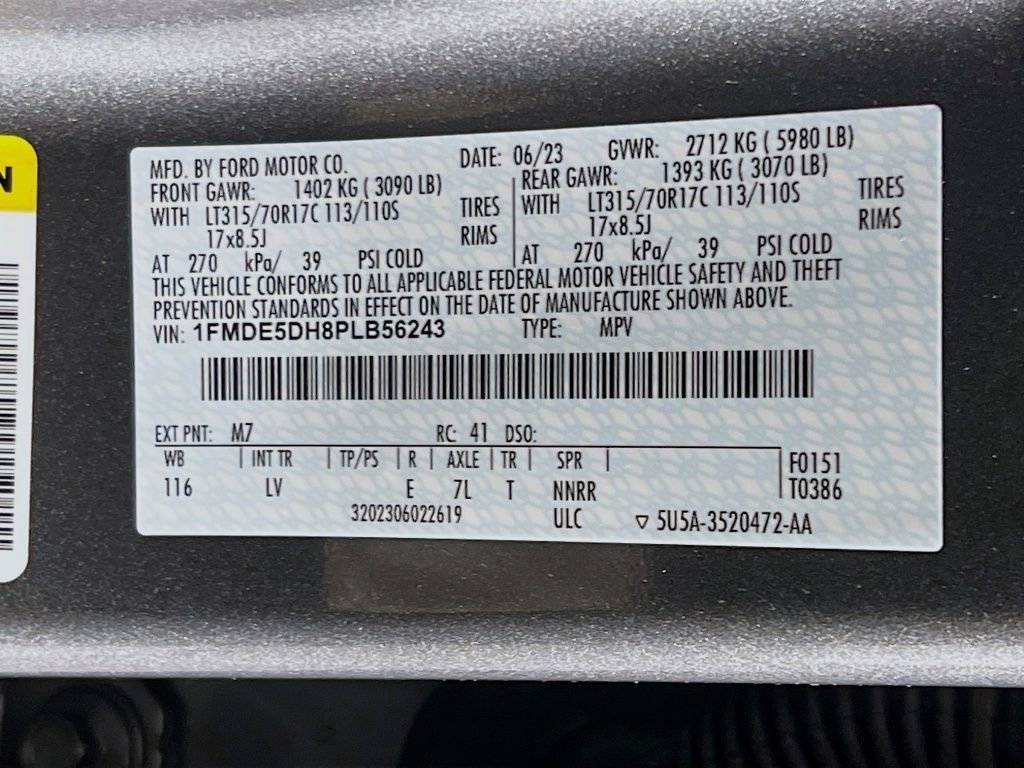 N
MFD. BY FORD MOTOR CO. DATE: 06/23 GVWR: 2712 KG ( 5980 LB)
FRONT GAWR: 1402 KG ( 3090 LB) REAR GAWR: 1393 KG ( 3070 LB)
WITH LT315/70R17C 113/110S TIRES WITH LT315/70R17C 113/110S TIRES
17x8.5J RIMS 17x8.5J RIMS
AT 270 kPa/ 39 PSI COLD AT 270 kPa/ 39 PSI COLD
THIS VEHICLE CONFORMS TO ALL APPLICABLE FEDERAL MOTOR VEHICLE SAFETY AND THEFT
PREVENTION STANDARDS IN EFFECT ON THE DATE OF MANUFACTURE SHOWN ABOVE.
VIN: 1FMDE5DH8PLB56243 TYPE: MPV
EXT PNT: M7 RC: 41 DSO:
WB INT TR TP/PS R AXLE TR SPR F0151
116 LV E 7L T NNRR T0386
3202306022619 ULC ▽ 5U5A-3520472-AA